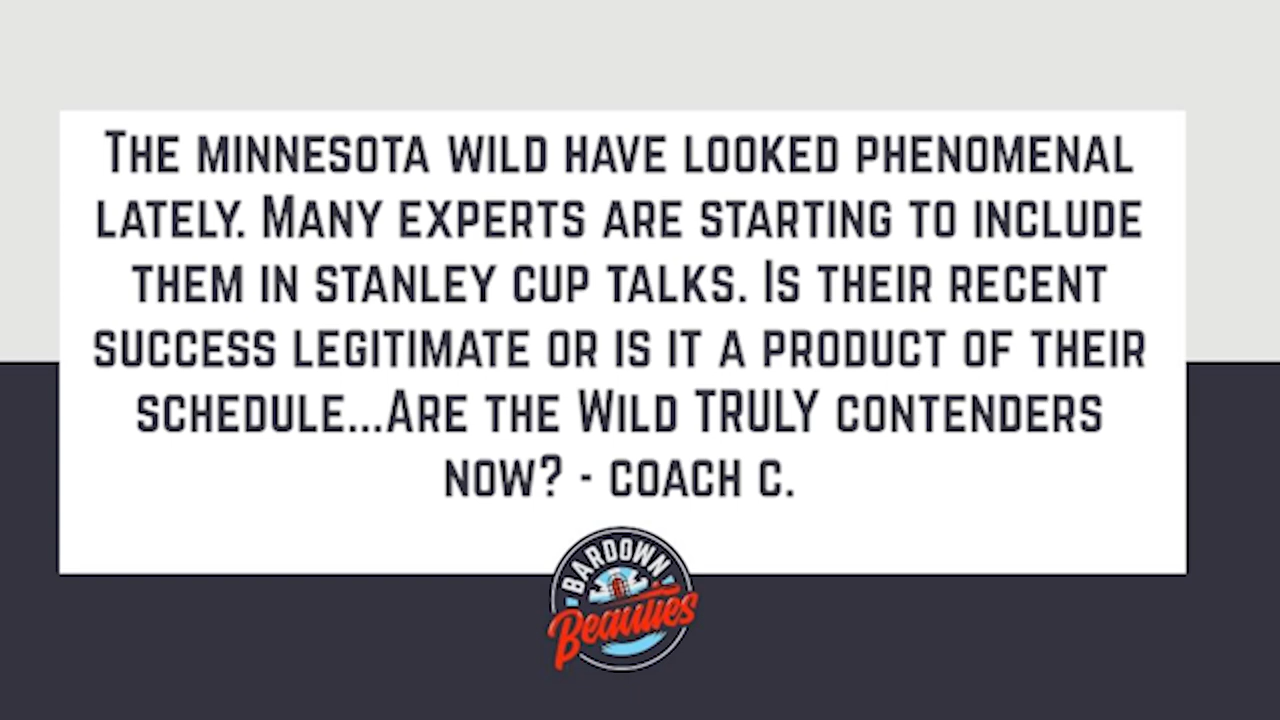 The minnesota wild have looked phenomenal
lately. Many experts are starting to include
them in stanley cup talks. Is their recent
success legitimate or is it a product of their
schedule...Are the Wild TRULY contenders
now? - coach c.
BARDOWN
Beauties